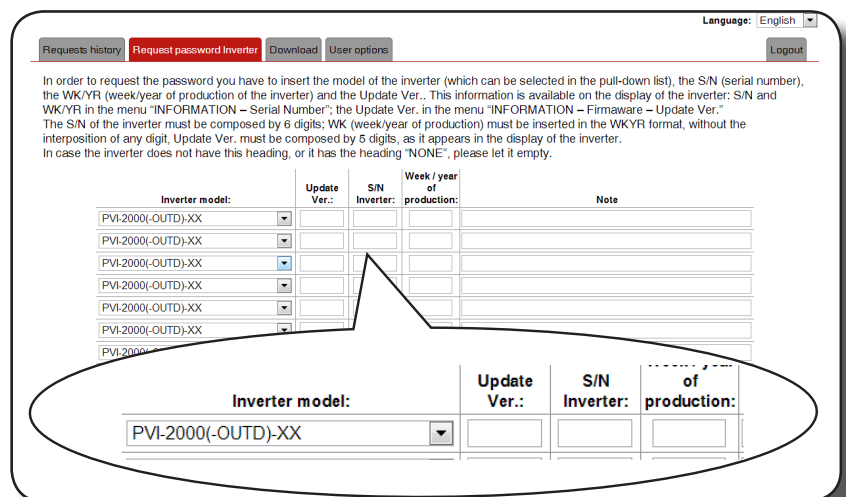 Language: English
Requests history Request password Inverter Download User options Logout
In order to request the password you have to insert the model of the inverter (which can be selected in the pull-down list), the S/N (serial number),
the WK/YR (week/year of production of the inverter) and the Update Ver.. This information is available on the display of the inverter: S/N and
WK/YR in the menu “INFORMATION – Serial Number”; the Update Ver. in the menu “INFORMATION – Firmaware – Update Ver.”
The S/N of the inverter must be composed by 6 digits; WK (week/year of production) must be inserted in the WKYR format, without the
interposition of any digit, Update Ver. must be composed by 5 digits, as it appears in the display of the inverter.
In case the inverter does not have this heading, or it has the heading “NONE”, please let it empty.
Inverter model: Update Ver.: S/N Inverter: Week / year of production: Note
PVI-2000(-OUTD)-XX
PVI-2000(-OUTD)-XX
PVI-2000(-OUTD)-XX
PVI-2000(-OUTD)-XX
PVI-2000(-OUTD)-XX
PVI-2000(-OUTD)-XX
PVI-2000
Inverter model: Update Ver.: S/N Inverter: of production:
PVI-2000(-OUTD)-XX